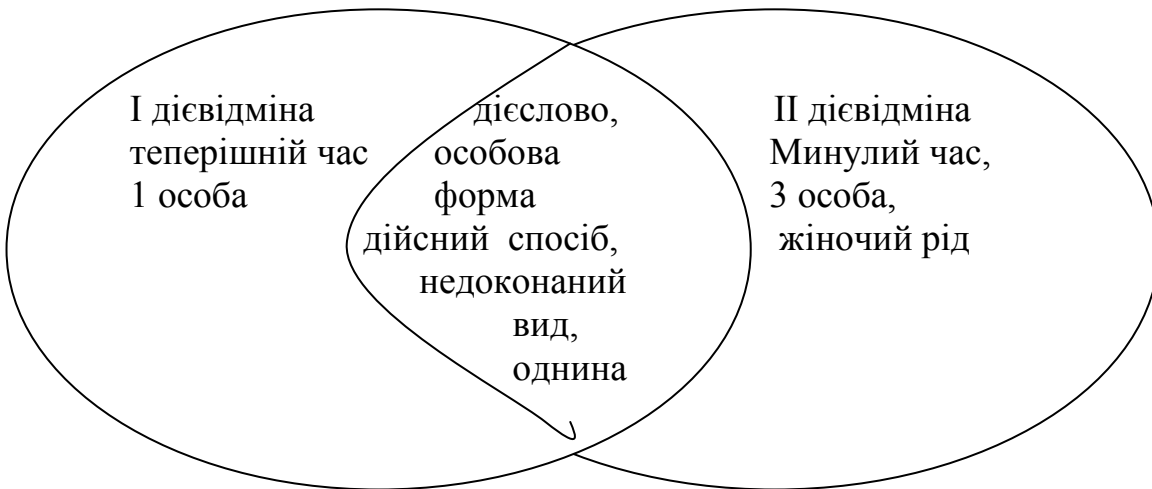 І дієвідміна
теперішній час
1 особа
дієслово,
особова
форма
дійсний спосіб,
недоконаний
вид,
однина
ІІ дієвідміна
Минулий час,
3 особа,
жіночий рід